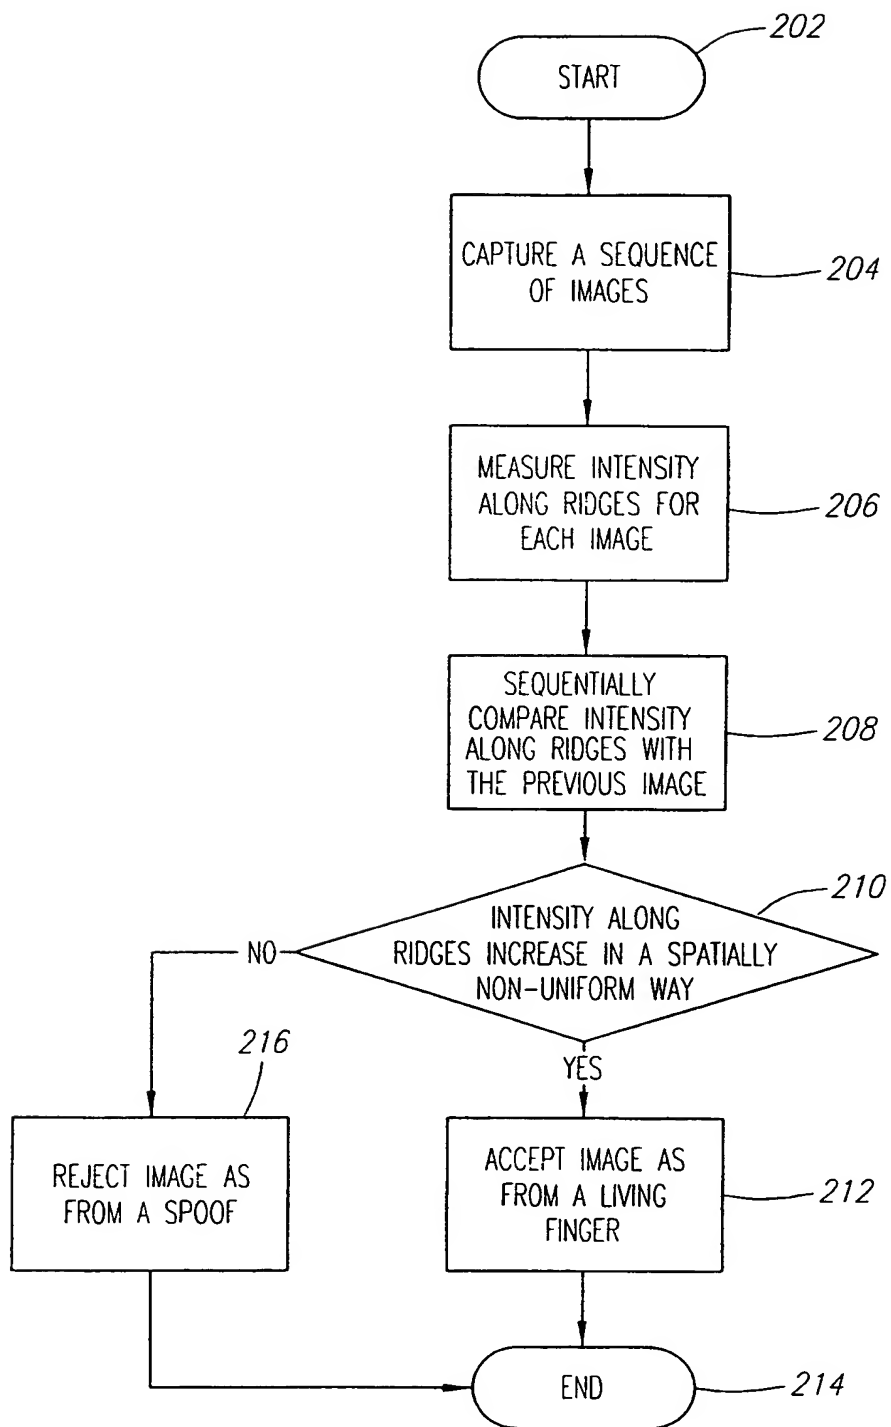 202
START
CAPTURE A SEQUENCE
OF IMAGES
204
MEASURE INTENSITY
ALONG RIDGES FOR
EACH IMAGE
206
SEQUENTIALLY
COMPARE INTENSITY
ALONG RIDGES WITH
THE PREVIOUS IMAGE
208
210
INTENSITY ALONG
RIDGES INCREASE IN A SPATIALLY
NON-UNIFORM WAY
NO
YES
216
REJECT IMAGE AS
FROM A SPOOF
ACCEPT IMAGE AS
FROM A LIVING
FINGER
212
END
214